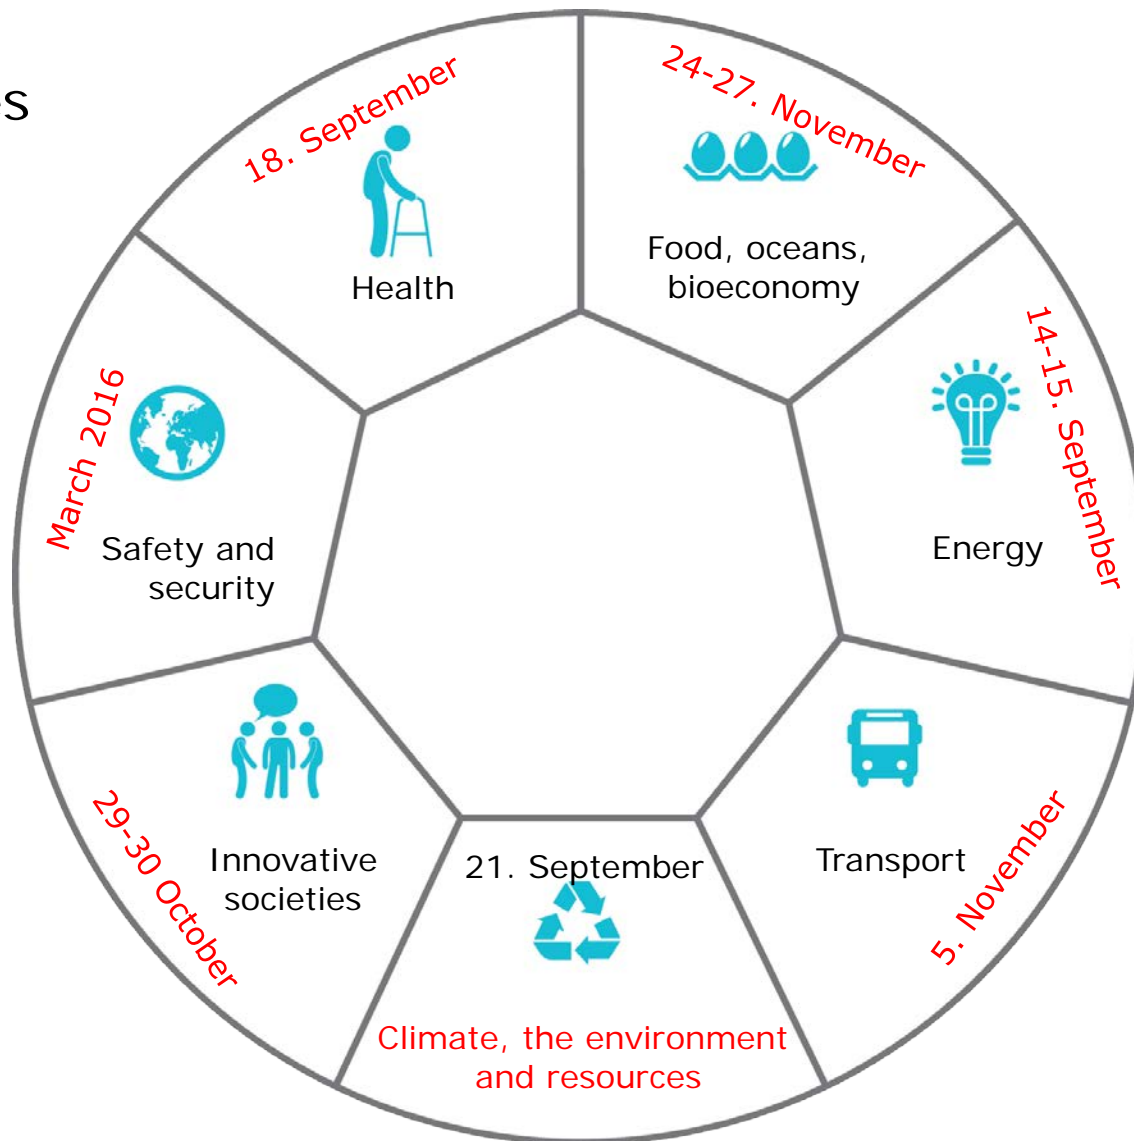 18. September
Health
24-27. November
Food, oceans,
bioeconomy
14-15. September
Energy
5. November
Transport
21. September
Climate, the environment
and resources
29-30 October
Innovative
societies
March 2016
Safety and
security